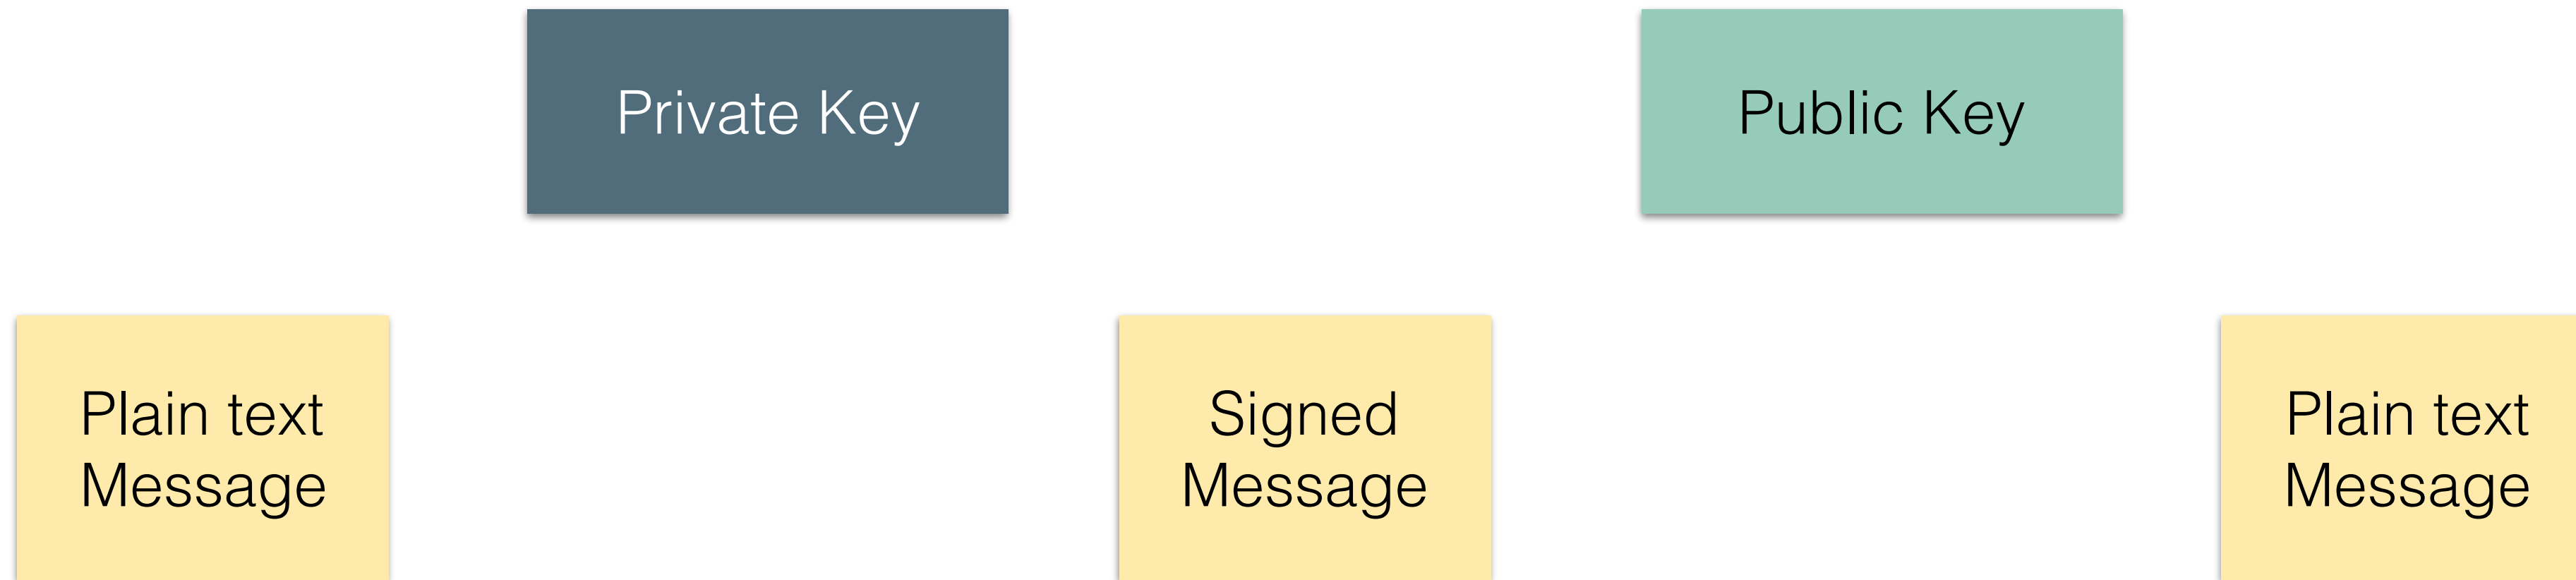 Private Key
Public Key
Plain text
Message
Signed
Message
Plain text
Message